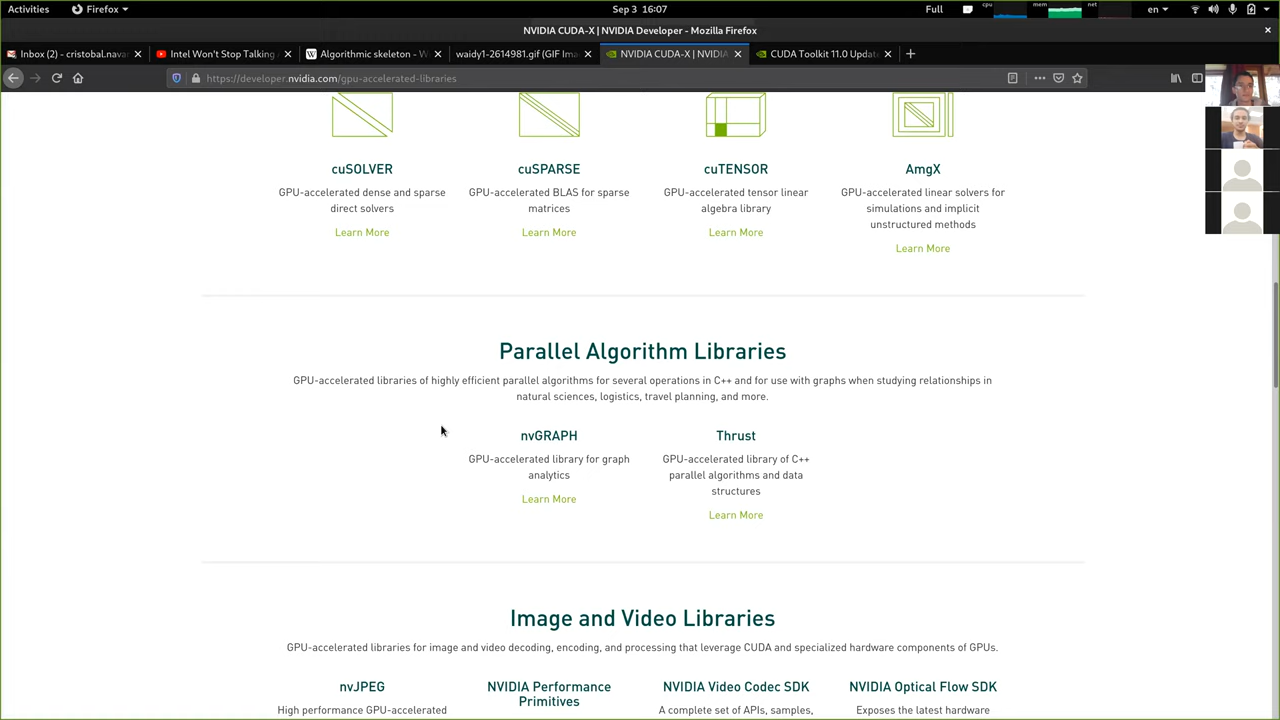 Activities
Firefox
Sep 3 16:07
Full
cpu
mem
net
en
NVIDIA CUDA-X | NVIDIA Developer - Mozilla Firefox
Inbox (2) - cristobal.nava
Intel Won't Stop Talking
Algorithmic skeleton - W
waidy1-2614981.gif (GIF Ima
NVIDIA CUDA-X | NVIDIA
CUDA Toolkit 11.0 Update
https://developer.nvidia.com/gpu-accelerated-libraries
cuSOLVER
GPU-accelerated dense and sparse
direct solvers
Learn More
cuSPARSE
GPU-accelerated BLAS for sparse
matrices
Learn More
cuTENSOR
GPU-accelerated tensor linear
algebra library
Learn More
AmgX
GPU-accelerated linear solvers for
simulations and implicit
unstructured methods
Learn More
Parallel Algorithm Libraries
GPU-accelerated libraries of highly efficient parallel algorithms for several operations in C++ and for use with graphs when studying relationships in
natural sciences, logistics, travel planning, and more.
nvGRAPH
GPU-accelerated library for graph
analytics
Learn More
Thrust
GPU-accelerated library of C++
parallel algorithms and data
structures
Learn More
Image and Video Libraries
GPU-accelerated libraries for image and video decoding, encoding, and processing that leverage CUDA and specialized hardware components of GPUs.
nvJPEG
High performance GPU-accelerated
NVIDIA Performance
Primitives
NVIDIA Video Codec SDK
A complete set of APIs, samples,
NVIDIA Optical Flow SDK
Exposes the latest hardware